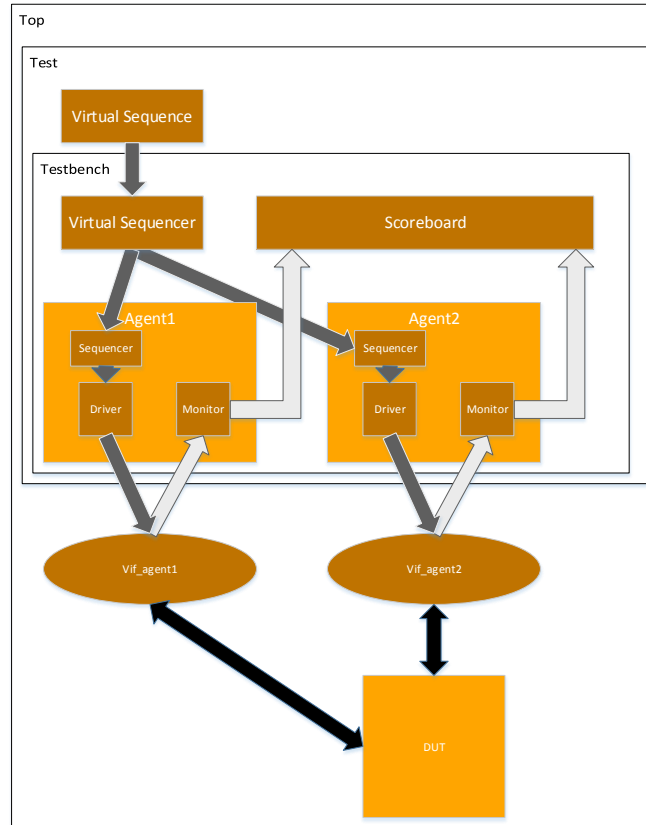 Top
Test
Virtual Sequence
Testbench
Virtual Sequencer
Scoreboard
Agent1
Agent2
Sequencer
Sequencer
Driver
Monitor
Driver
Monitor
Vif_agent1
Vif_agent2
DUT